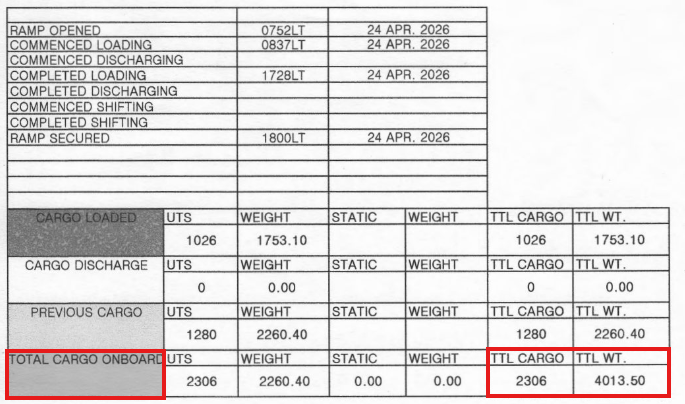 RAMP OPENED 0752LT 24 APR. 2026
COMMENCED LOADING 0837LT 24 APR. 2026
COMMENCED DISCHARGING
COMPLETED LOADING 1728LT 24 APR. 2026
COMPLETED DISCHARGING
COMMENCED SHIFTING
COMPLETED SHIFTING
RAMP SECURED 1800LT 24 APR. 2026
CARGO LOADED UTS WEIGHT STATIC WEIGHT TTL CARGO TTL WT.
1026 1753.10 1026 1753.10
CARGO DISCHARGE UTS WEIGHT STATIC WEIGHT TTL CARGO TTL WT.
0 0.00 0 0.00
PREVIOUS CARGO UTS WEIGHT STATIC WEIGHT TTL CARGO TTL WT.
1280 2260.40 1280 2260.40
TOTAL CARGO ONBOARD UTS WEIGHT STATIC WEIGHT TTL CARGO TTL WT.
2306 2260.40 0.00 0.00 2306 4013.50